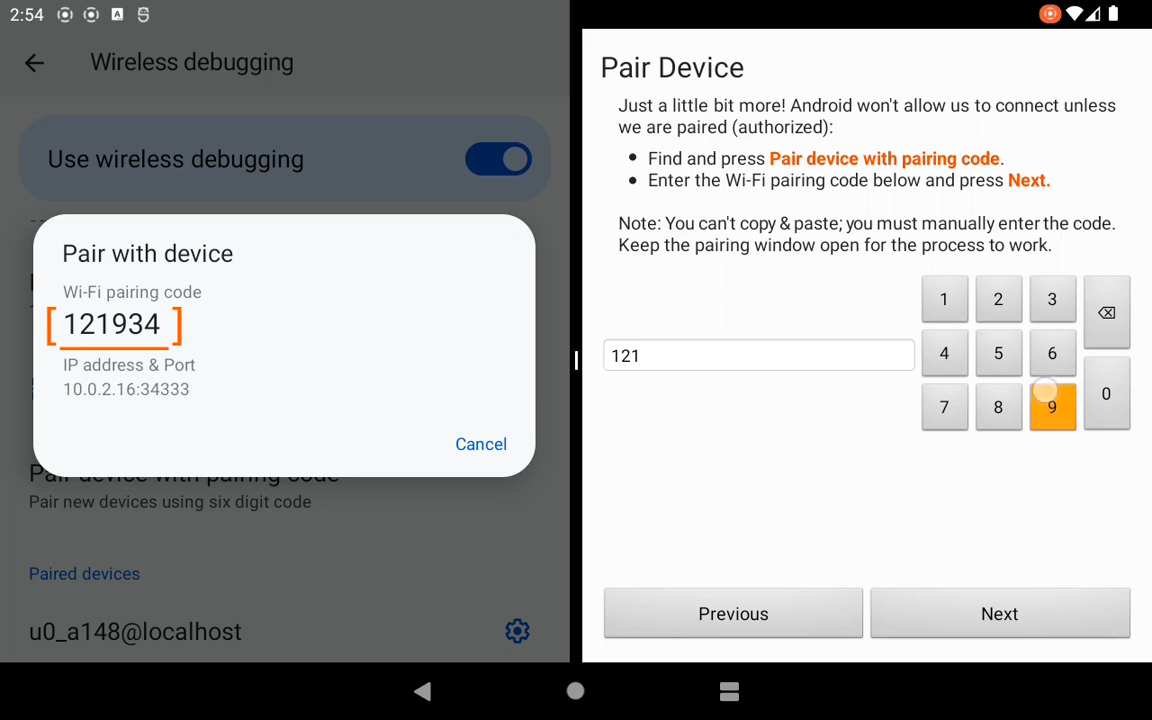 2:54
Wireless debugging
Use wireless debugging
Pair with device
Wi-Fi pairing code
[121934]
IP address & Port
10.0.2.16:34333
Cancel
Pair device with pairing code
Pair new devices using six digit code
Paired devices
u0_a148@localhost
Pair Device
Just a little bit more! Android won't allow us to connect unless
we are paired (authorized):
• Find and press Pair device with pairing code.
• Enter the Wi-Fi pairing code below and press Next.
Note: You can't copy & paste; you must manually enter the code.
Keep the pairing window open for the process to work.
121
1 2 3
4 5 6
7 8 9 0
Previous Next